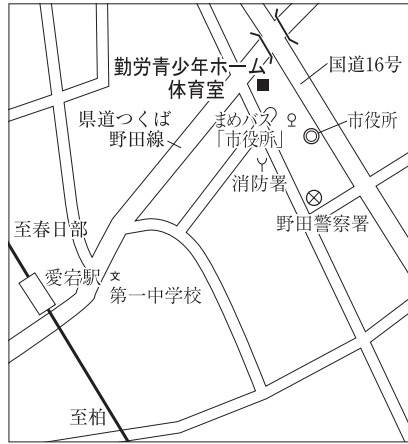 勤労青少年ホーム
体育室
国道16号
県道つくば
野田線
まめバス
「市役所」
市役所
消防署
野田警察署
至春日部
愛宕駅
文
第一中学校
至柏